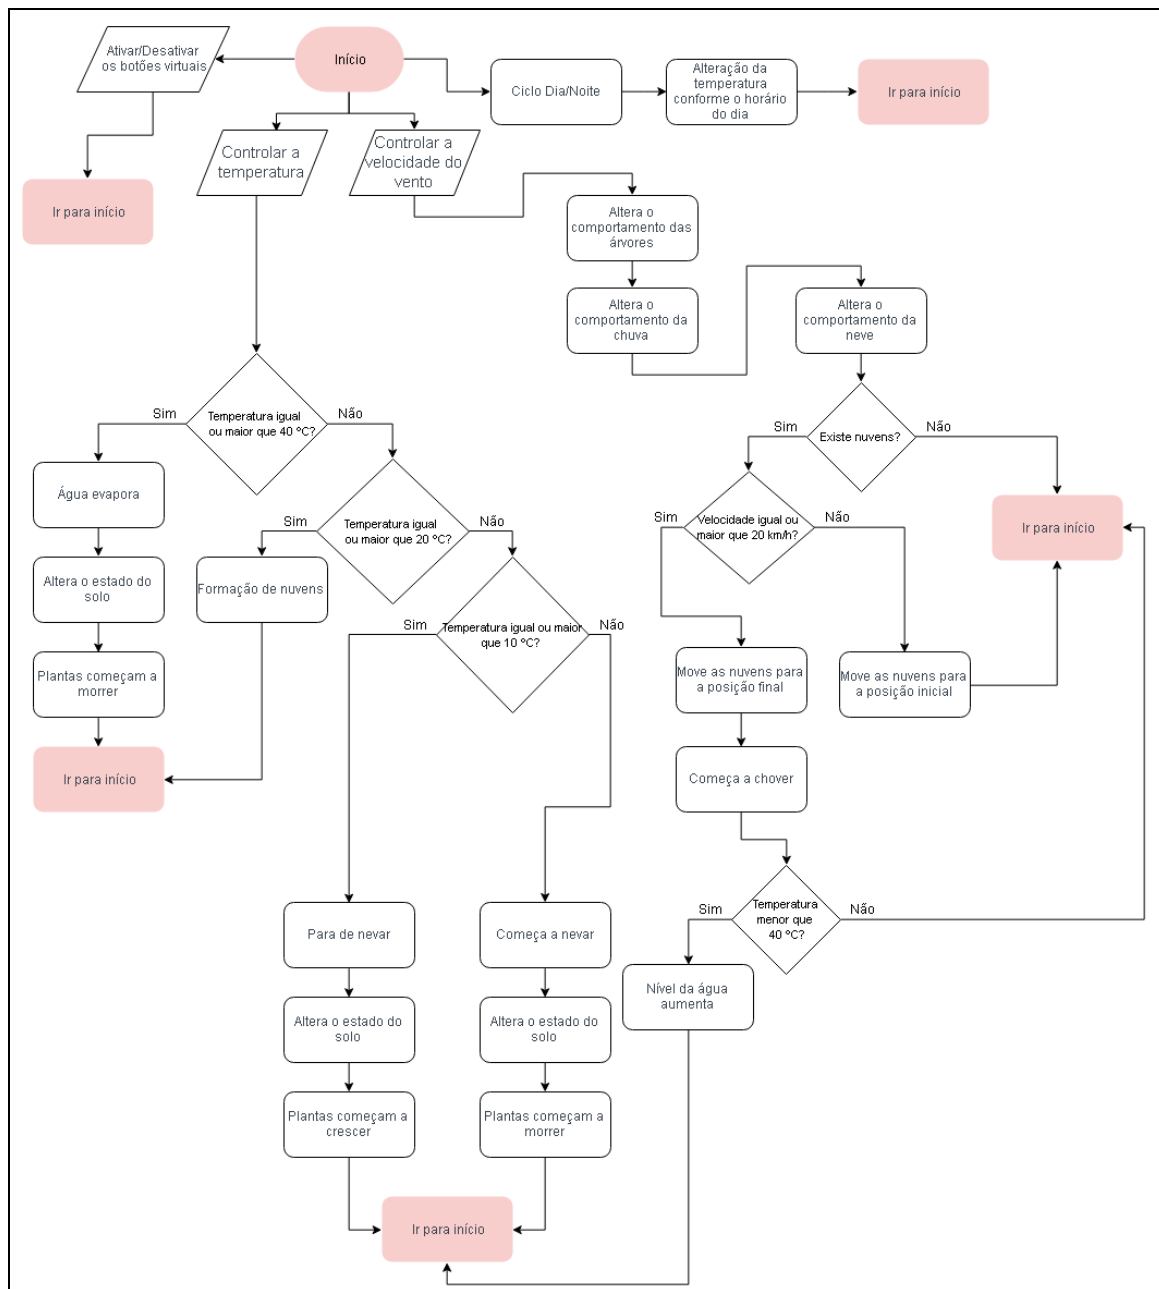 Ativar/Desativar
os botões virtuais
Início
Ciclo Dia/Noite
Alteração da
temperatura
conforme o horário
do dia
Ir para início
Controlar a
temperatura
Controlar a
velocidade do
vento
Ir para início
Altera o
comportamento das
árvores
Altera o
comportamento da
chuva
Altera o
comportamento da
neve
Temperatura igual
ou maior que 40 ºC?
Sim
Não
Existe nuvens?
Sim
Não
Água evapora
Temperatura igual
ou maior que 20 ºC?
Sim
Não
Velocidade igual ou
maior que 20 km/h?
Sim
Não
Ir para início
Altera o estado do
solo
Formação de nuvens
Temperatura igual ou maior
que 10 ºC?
Sim
Não
Plantas começam a
morrer
Move as nuvens para
a posição final
Move as nuvens para
a posição inicial
Ir para início
Começa a chover
Temperatura
menor que
40 ºC?
Sim
Não
Para de nevar
Começa a nevar
Nível da água
aumenta
Altera o estado do
solo
Altera o estado do
solo
Plantas começam a
crescer
Plantas começam a
morrer
Ir para início